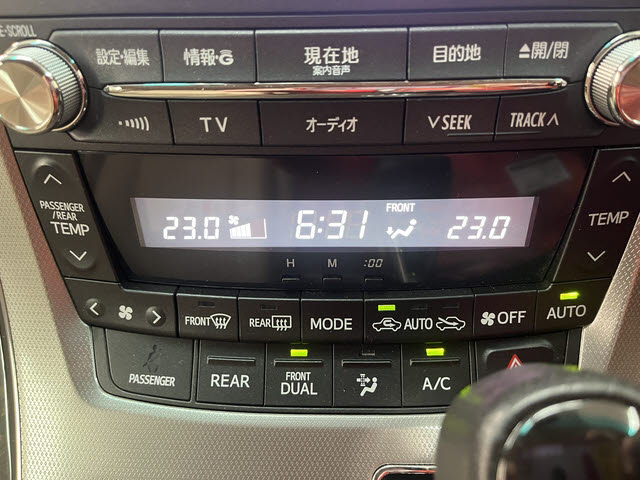 E-SCROLL
設定・編集 情報・G 現在地 目的地 ▲開/閉
案内音声
TV オーディオ ∨SEEK TRACK∧
PASSENGER
/REAR
TEMP
23.0 6:31 FRONT 23.0
TEMP
H M :00
FRONT REAR MODE AUTO OFF AUTO
PASSENGER REAR FRONT
DUAL A/C